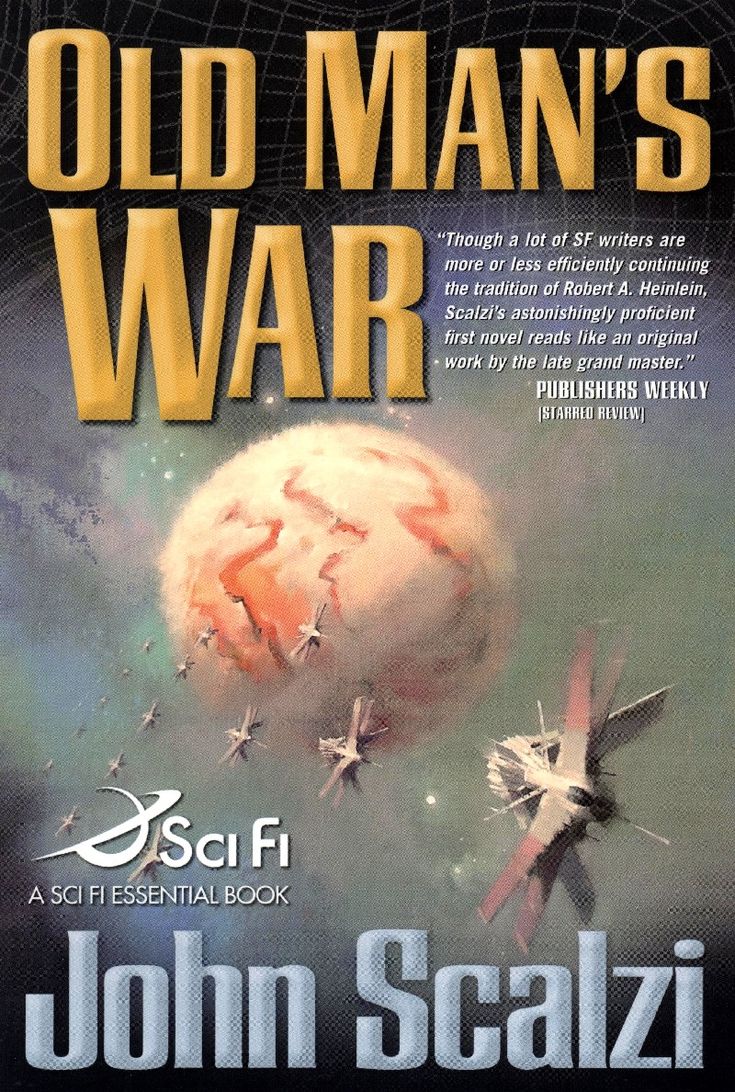 OLD MAN'S
WAR
"Though a lot of SF writers are
more or less efficiently continuing
the tradition of Robert A. Heinlein,
Scalzi's astonishingly proficient
first novel reads like an original
work by the late grand master."
PUBLISHERS WEEKLY
[STARRED REVIEW]
SCI FI
A SCI FI ESSENTIAL BOOK
John Scalzi